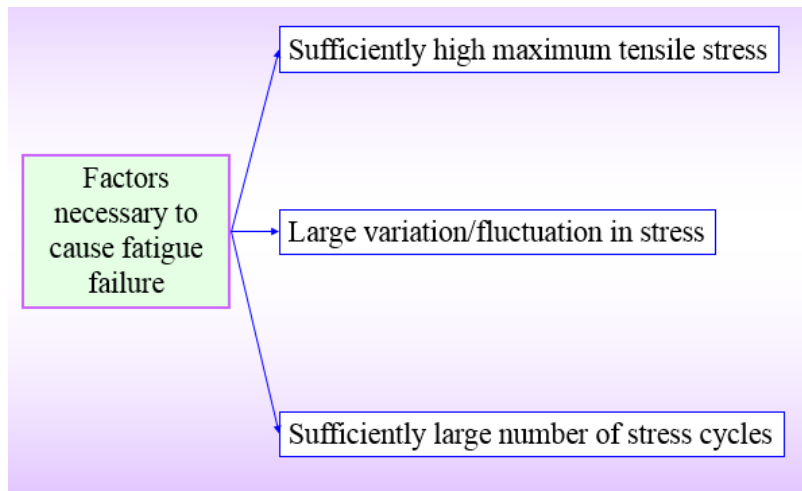 Sufficiently high maximum tensile stress
Factors
necessary to
cause fatigue
failure
Large variation/fluctuation in stress
Sufficiently large number of stress cycles